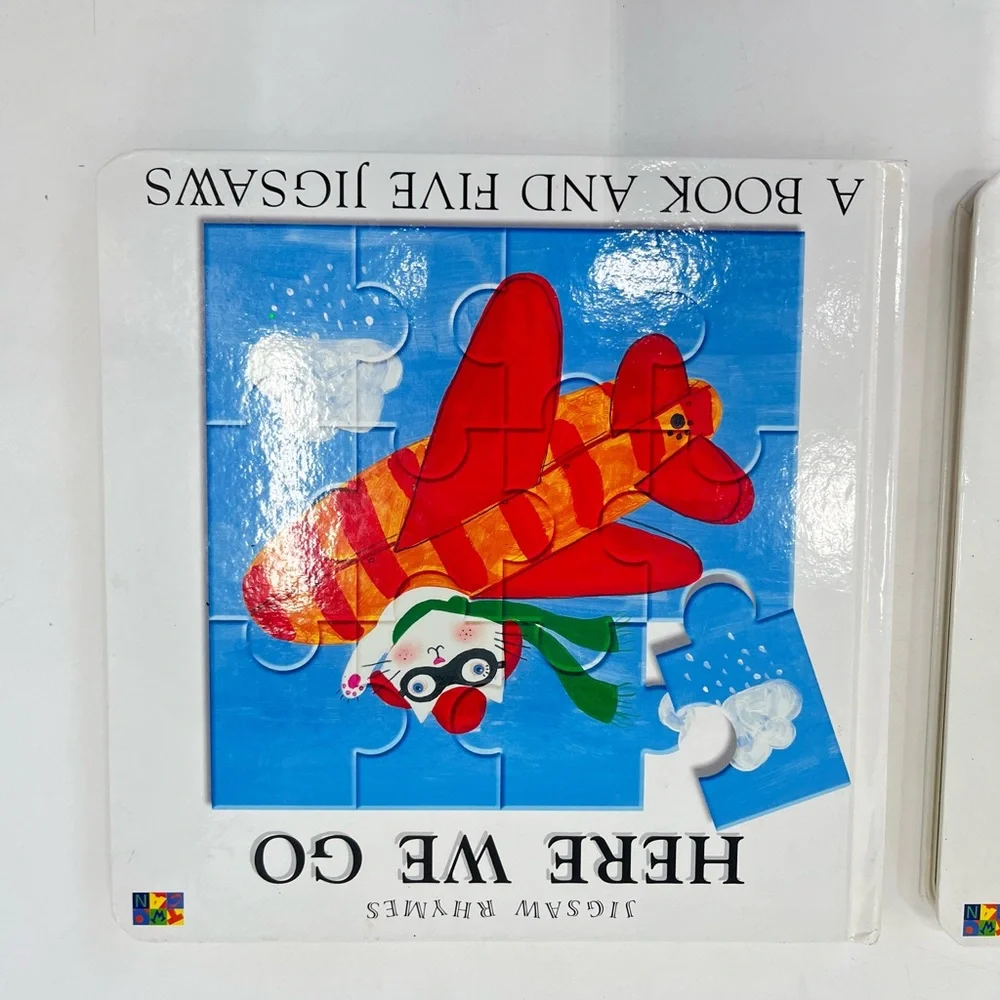 JIGSAW RHYMES
HERE WE GO
A BOOK AND FIVE JIGSAWS